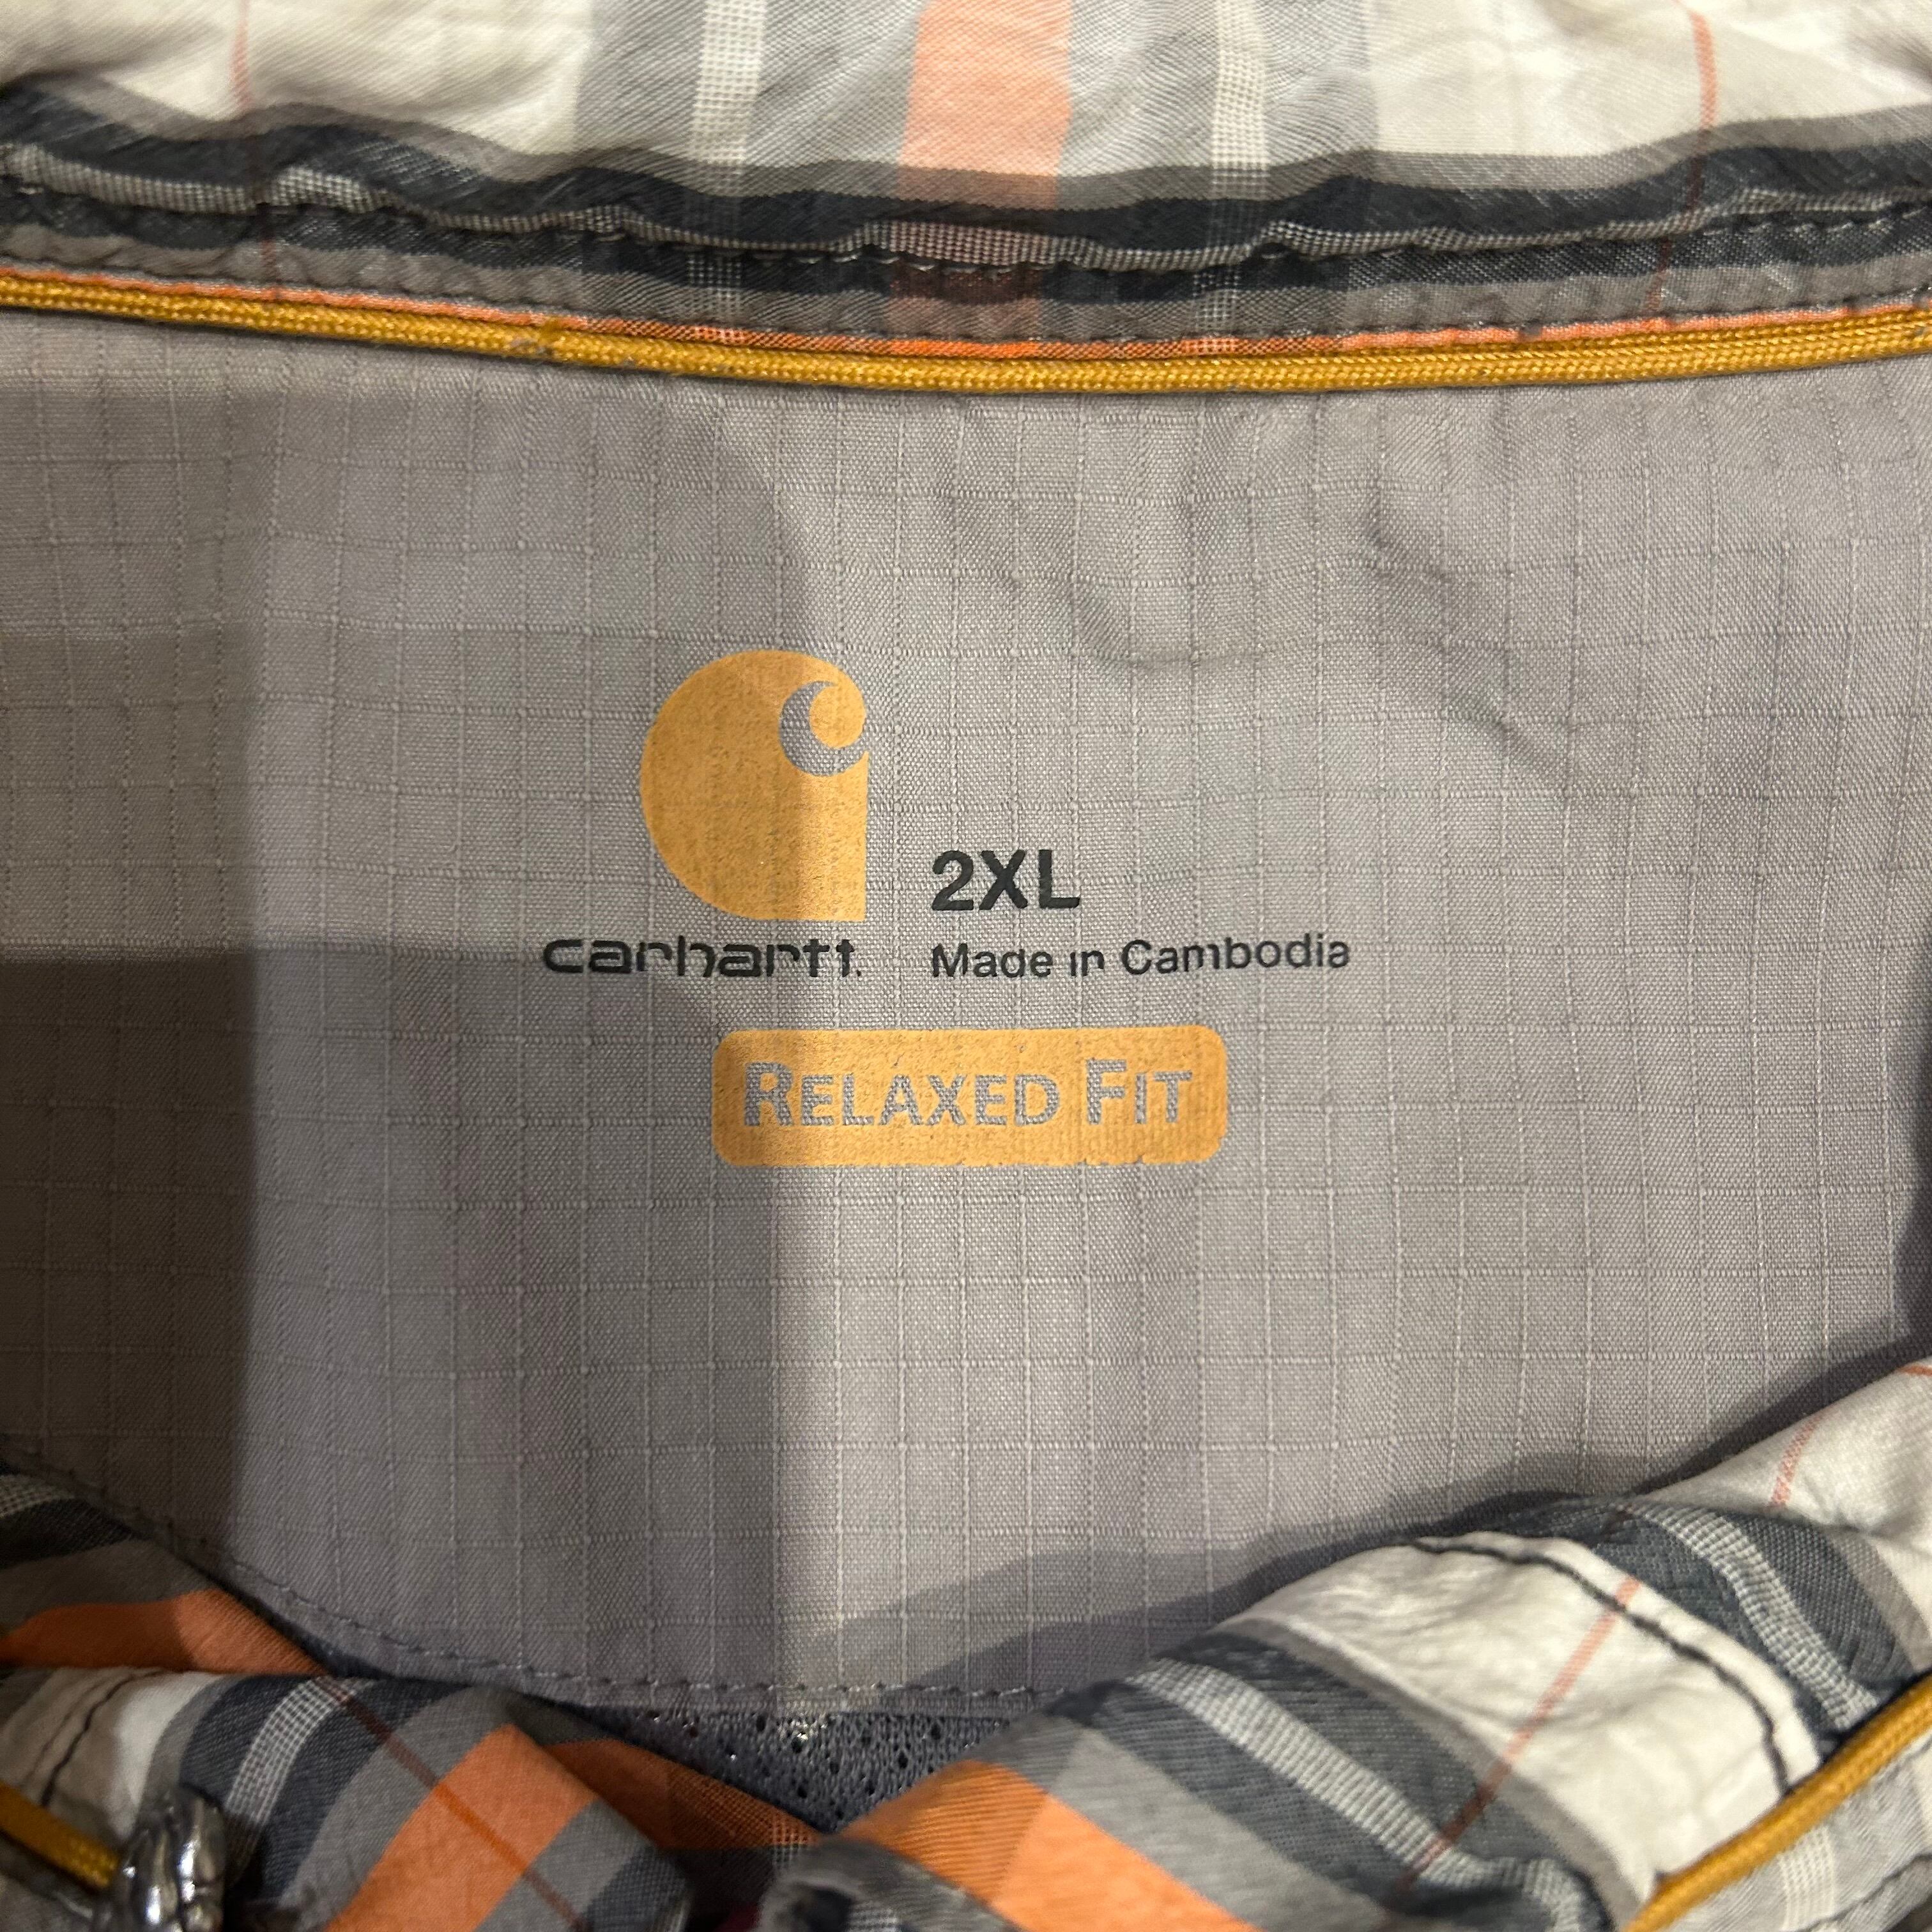 2XL
carhartt. Made in Cambodia
RELAXED FIT